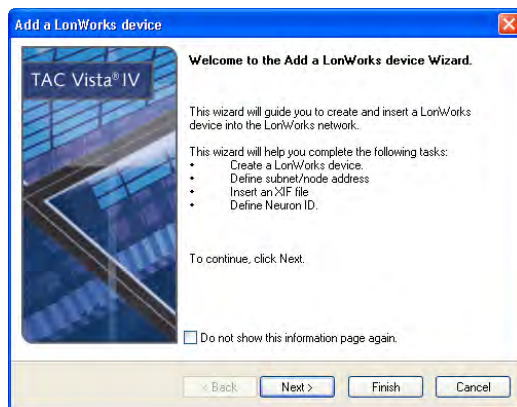 Add a LonWorks device
TAC Vista® IV
Welcome to the Add a LonWorks device Wizard.
This wizard will guide you to create and insert a LonWorks
device into the LonWorks network.
This wizard will help you complete the following tasks:
• Create a LonWorks device.
• Define subnet/node address
• Insert an XIF file
• Define Neuron ID.
To continue, click Next.
Do not show this information page again.
< Back Next > Finish Cancel